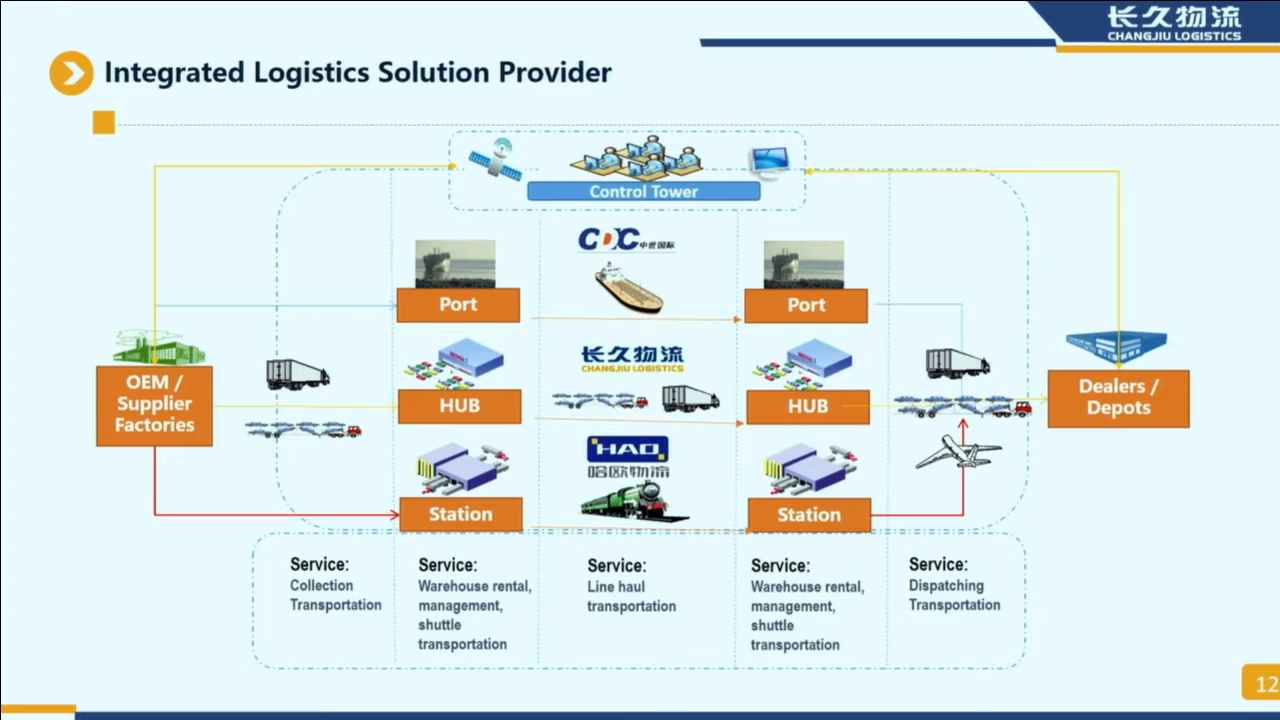 长久物流
CHANGJIU LOGISTICS
Integrated Logistics Solution Provider
Control Tower
CDC中世国际
Port
Port
长久物流
CHANGJIU LOGISTICS
OEM /
Supplier
Factories
HUB
HUB
Dealers /
Depots
HAO
哈欧物流
Station
Station
Service:
Collection
Transportation
Service:
Warehouse rental,
management,
shuttle
transportation
Service:
Line haul
transportation
Service:
Warehouse rental,
management,
shuttle
transportation
Service:
Dispatching
Transportation
12